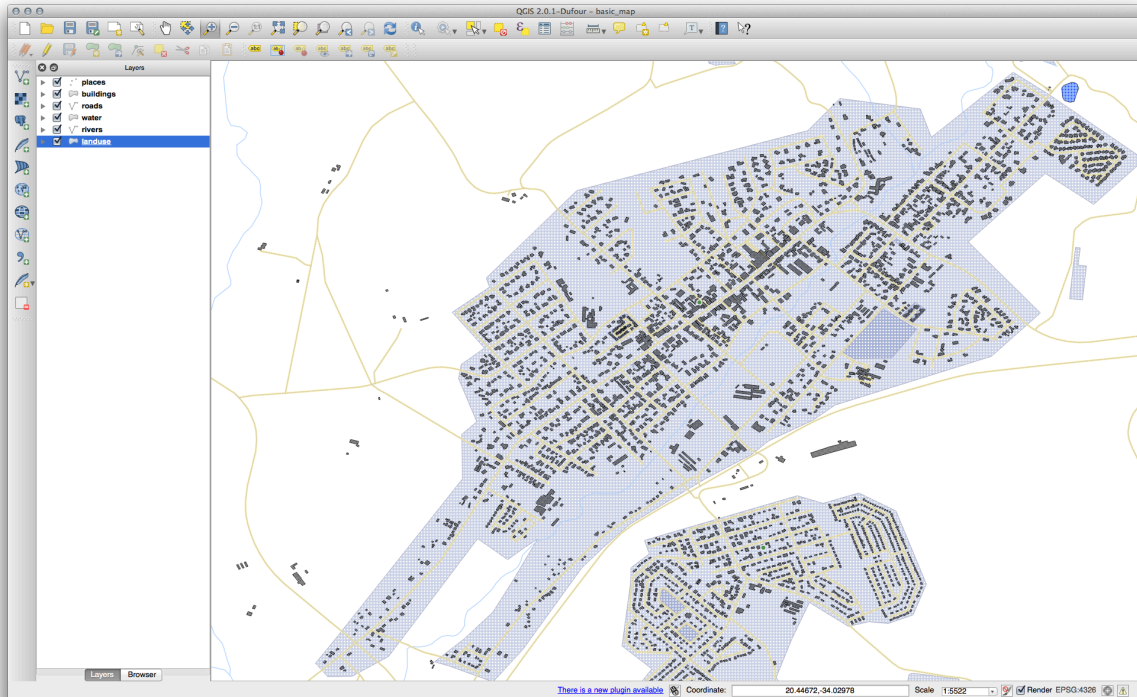 QGIS 2.0.1-Dufour - basic_map
Layers
places
buildings
roads
water
rivers
landuse
Layers Browser
There is a new plugin available Coordinate: 20.44672,-34.02978 Scale 1:5522 Render EPSG:4326